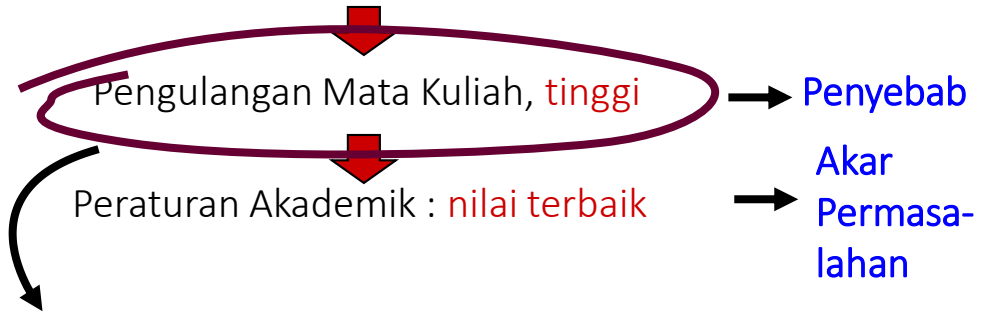 Pengulangan Mata Kuliah, tinggi
Penyebab
Peraturan Akademik : nilai terbaik
Akar
Permasa-
lahan